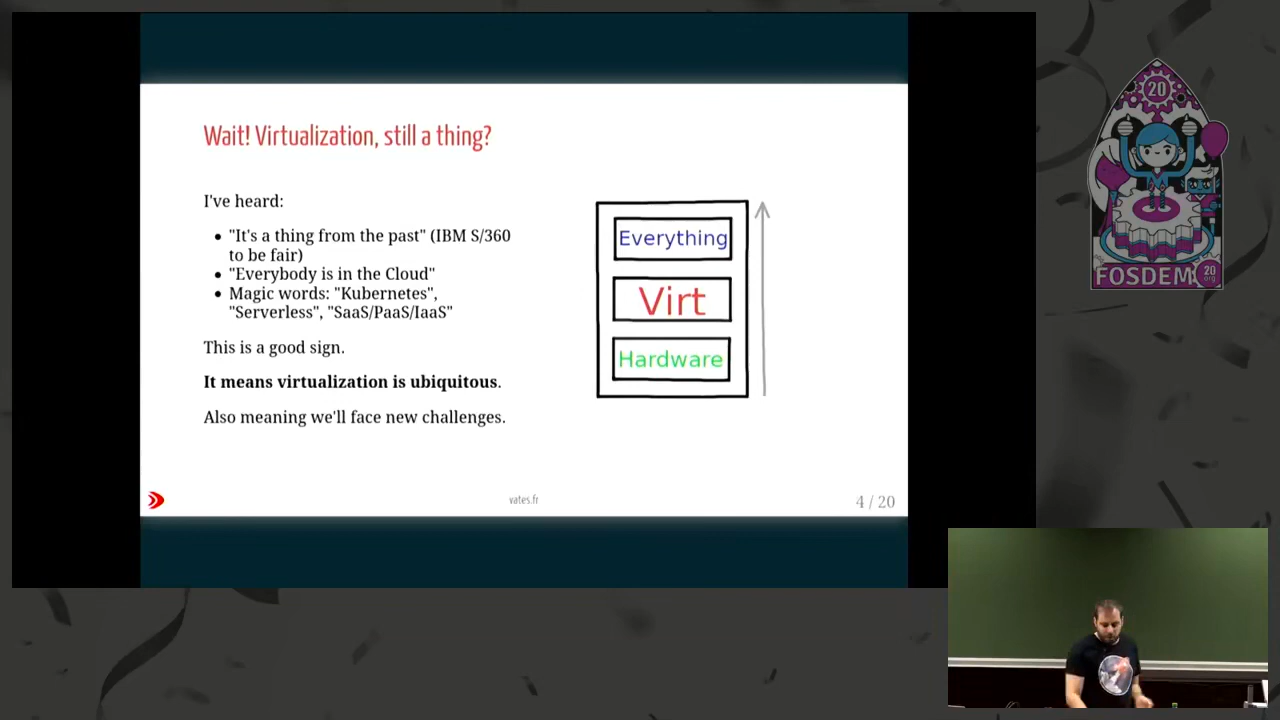 Wait! Virtualization, still a thing?
I've heard:
"It's a thing from the past" (IBM S/360
to be fair)
"Everybody is in the Cloud"
Magic words: "Kubernetes",
"Serverless", "SaaS/PaaS/IaaS"
This is a good sign.
It means virtualization is ubiquitous.
Also meaning we'll face new challenges.
Everything
Virt
Hardware
vates.fr
4 / 20
20
FOSDEM
20
.org